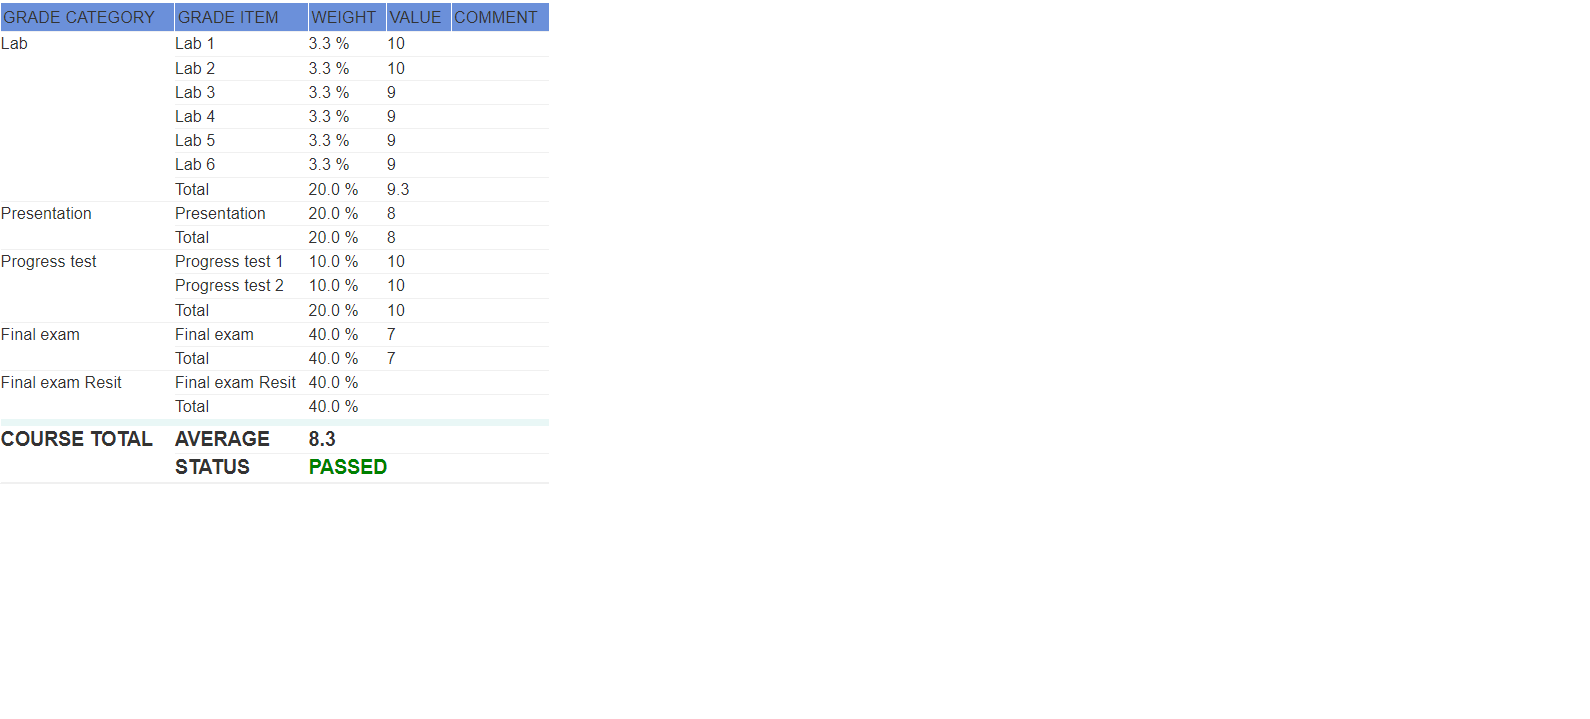 GRADE CATEGORY GRADE ITEM WEIGHT VALUE COMMENT
Lab Lab 1 3.3 % 10
Lab 2 3.3 % 10
Lab 3 3.3 % 9
Lab 4 3.3 % 9
Lab 5 3.3 % 9
Lab 6 3.3 % 9
Total 20.0 % 9.3
Presentation Presentation 20.0 % 8
Total 20.0 % 8
Progress test Progress test 1 10.0 % 10
Progress test 2 10.0 % 10
Total 20.0 % 10
Final exam Final exam 40.0 % 7
Total 40.0 % 7
Final exam Resit Final exam Resit 40.0 %
Total 40.0 %
COURSE TOTAL AVERAGE 8.3
STATUS PASSED